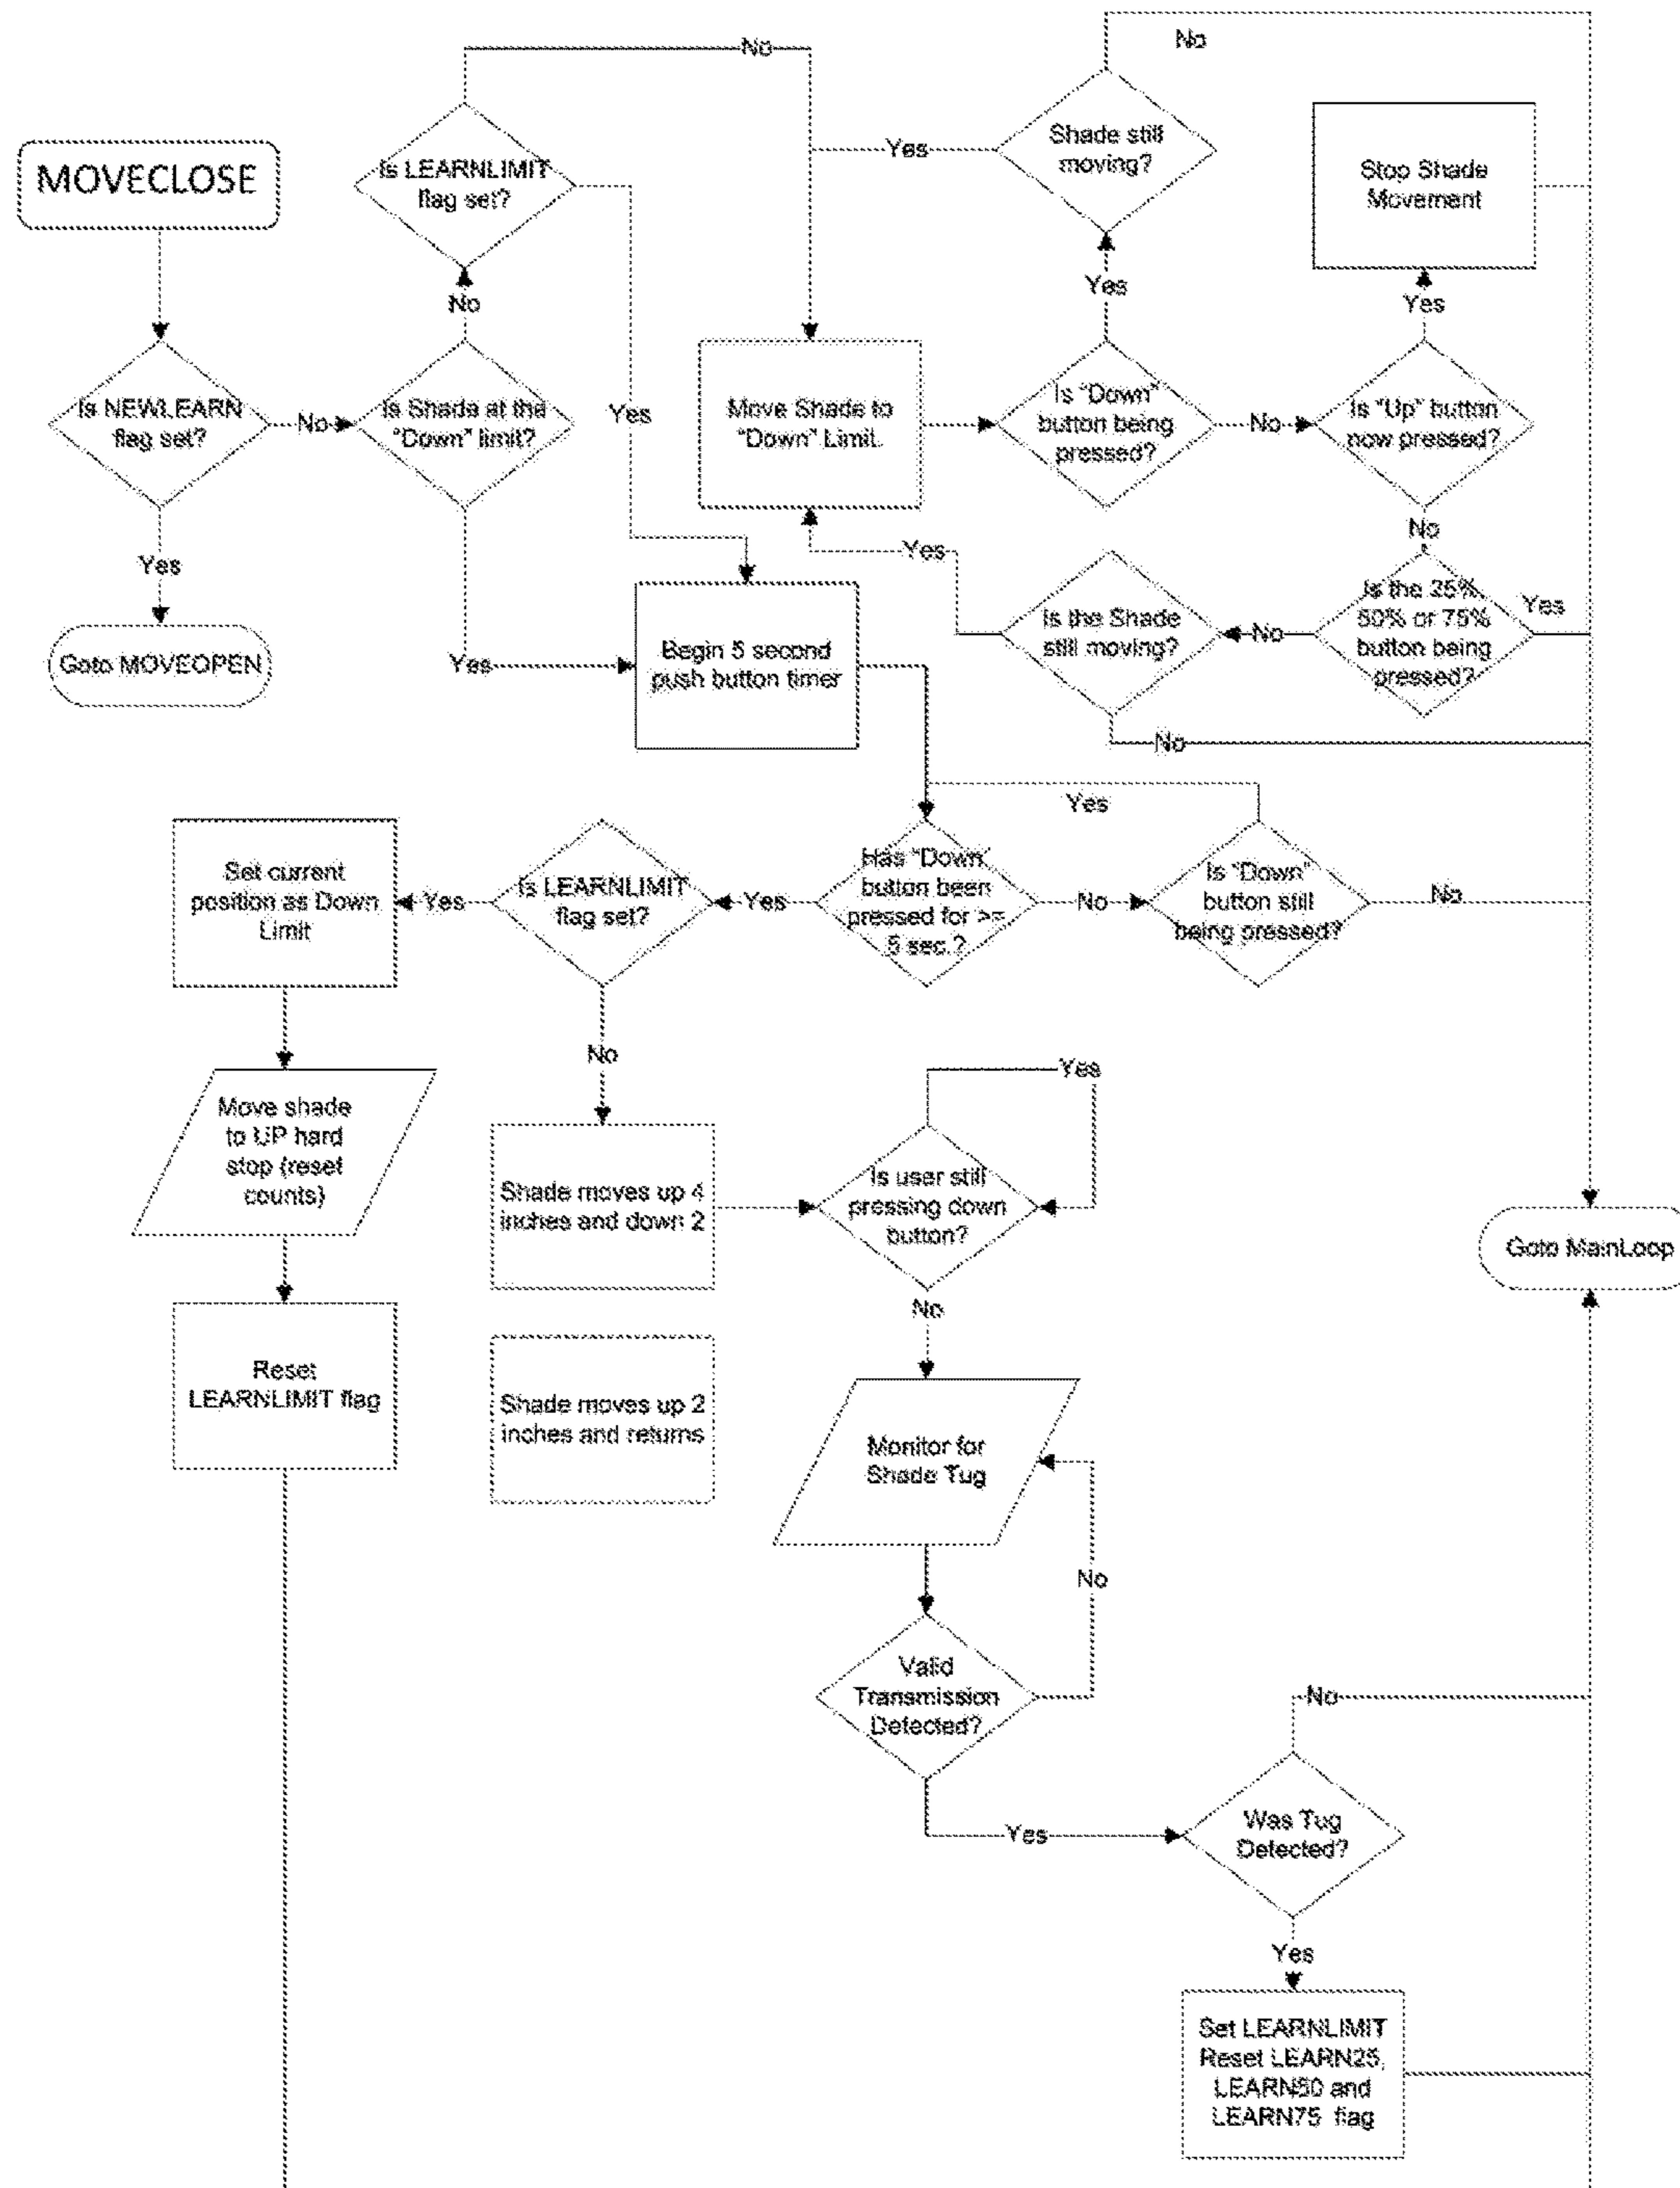 MOVECLOSE
Is NEWLEARN
flag set?
Yes
Goto MOVEOPEN
No
Is Shade at the
"Down" limit?
No
Is LEARNLIMIT
flag set?
No
Yes
Yes
Begin 5 second
push button timer
Move Shade to
"Down" Limit.
Is "Down"
button being
pressed?
Yes
Shade still
moving?
Yes
No
No
Is "Up" button
now pressed?
Yes
Stop Shade
Movement
No
Is the 25%,
50% or 75%
button being
pressed?
Yes
No
Is the Shade
still moving?
Yes
No
Has "Down"
button been
pressed for >=
5 sec.?
No
Is "Down"
button still
being pressed?
Yes
No
Yes
Is LEARNLIMIT
flag set?
Yes
Set current
position as Down
Limit
Move shade
to UP hard
stop (reset
counts)
Reset
LEARNLIMIT flag
No
Shade moves up 4
inches and down 2
Shade moves up 2
inches and returns
Is user still
pressing down
button?
Yes
No
Monitor for
Shade Tug
Valid
Transmission
Detected?
No
Yes
Was Tug
Detected?
No
Yes
Set LEARNLIMIT
Reset LEARN25,
LEARN50 and
LEARN75 flag
Goto MainLoop